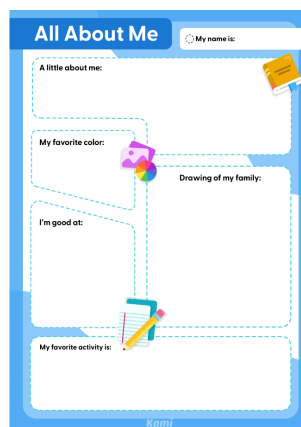 All About Me
My name is:
A little about me:
My favorite color:
Drawing of my family:
I'm good at:
My favorite activity is:
Kami